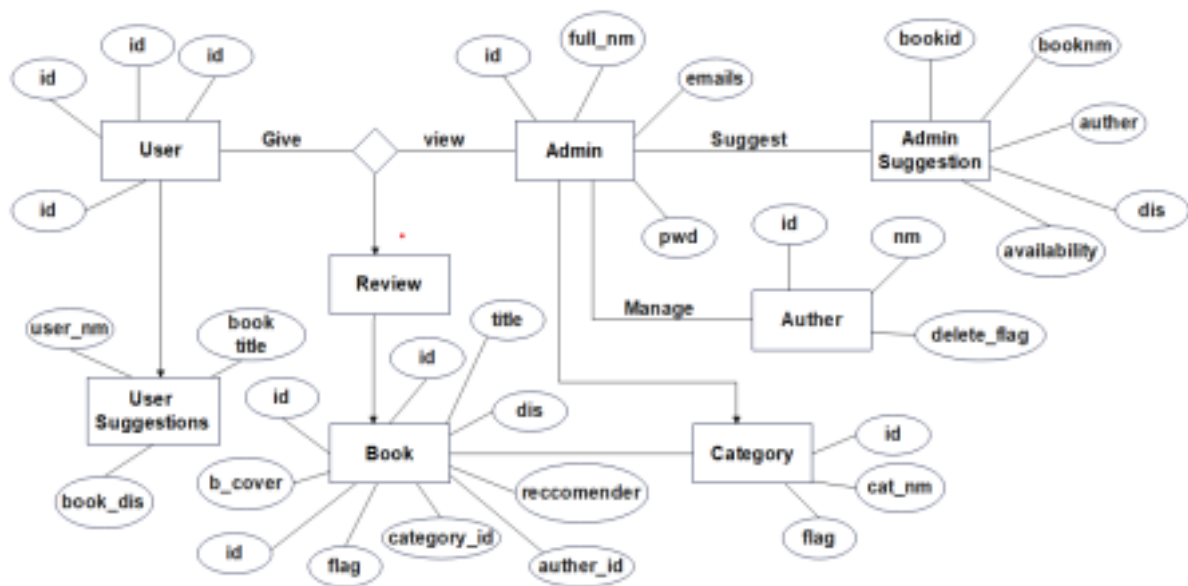 full_nm
id
bookid
booknm
id
id
id
emails
auther
User
Give
view
Admin
Suggest
Admin
Suggestion
id
dis
pwd
id
nm
availability
Review
Manage
Auther
title
user_nm
book
title
delete_flag
id
id
dis
User
Suggestions
id
Book
Category
b_cover
reccomender
cat_nm
book_dis
category_id
id
flag
auther_id
flag